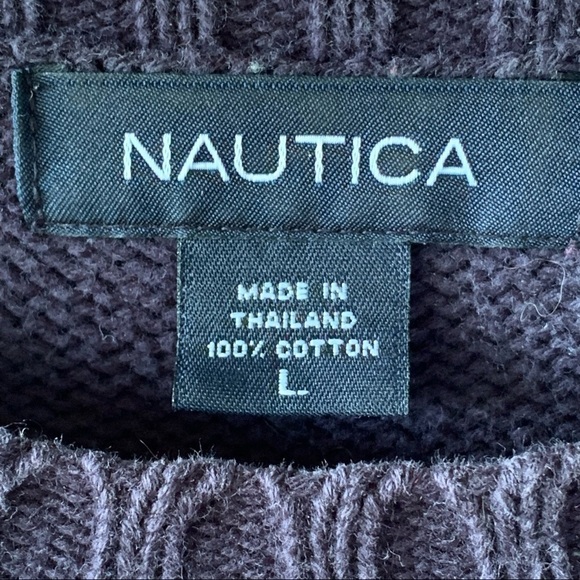 NAUTICA
MADE IN
THAILAND
100% COTTON
L